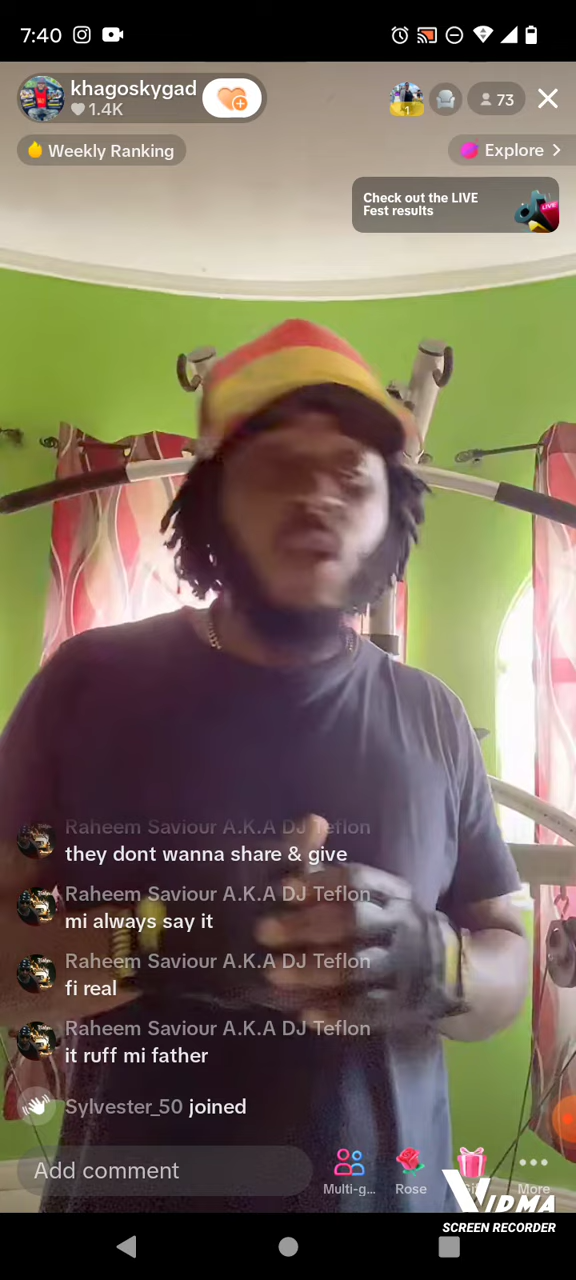 7:40
khagoskygad
1.4K
1
73
Weekly Ranking
Explore >
Check out the LIVE
Fest results
LIVE
Raheem Saviour A.K.A DJ Teflon
they dont wanna share & give
Raheem Saviour A.K.A DJ Teflon
mi always say it
Raheem Saviour A.K.A DJ Teflon
fi real
Raheem Saviour A.K.A DJ Teflon
it ruff mi father
Sylvester_50 joined
Add comment
Multi-g...
Rose
More
VIDMA
SCREEN RECORDER